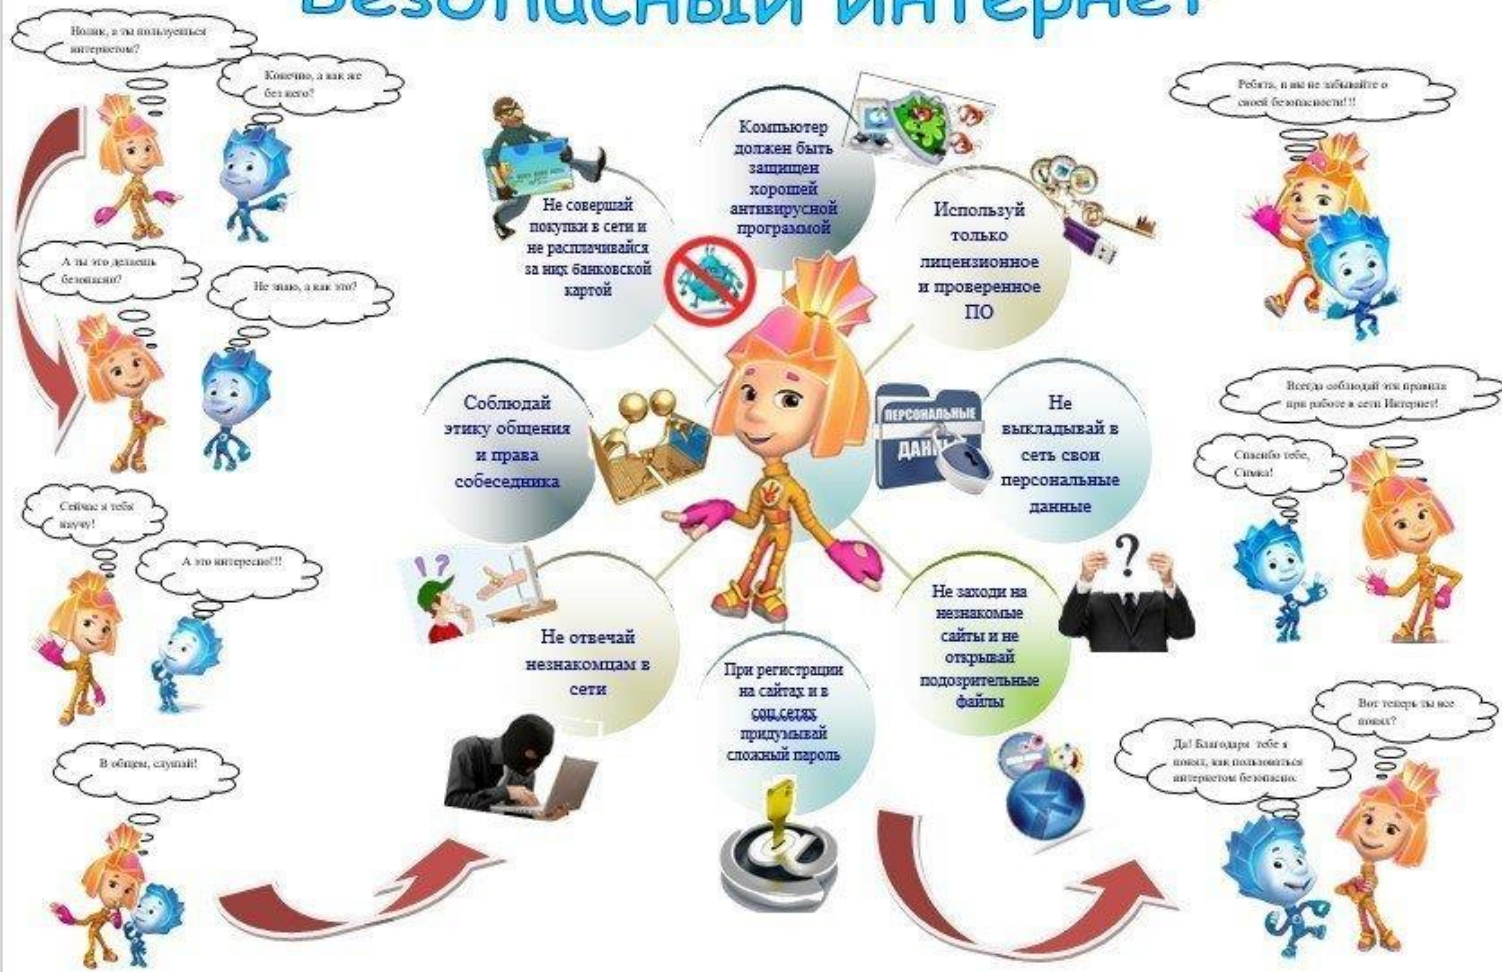 Безопасный интернет
Нолик, а ты пользуешься
интернетом?
Конечно, а как же
без него?
А ты это делаешь
безопасно?
Не знаю, а как это?
Сейчас я тебя
научу!
А это интересно!!!
В общем, слушай!
Компьютер
должен быть
защищен
хорошей
антивирусной
программой
Используй
только
лицензионное
и проверенное
ПО
Не
выкладывай в
сеть свои
персональные
данные
ПЕРСОНАЛЬНЫЕ
ДАНН
?
Не заходи на
незнакомые
сайты и не
открывай
подозрительные
файлы
При регистрации
на сайтах и в
соц.сетях
придумывай
сложный пароль
@
Не отвечай
незнакомцам в
сети
!?
Соблюдай
этику общения
и права
собеседника
Не совершай
покупки в сети и
не расплачивайся
за них банковской
картой
Вот теперь ты все
понял?
Да! Благодаря тебе я
понял, как пользоваться
интернетом безопасно.
Всегда соблюдай эти правила
при работе в сети Интернет!
Спасибо тебе,
Симка!
Ребята, и вы не забывайте о
своей безопасности!!!